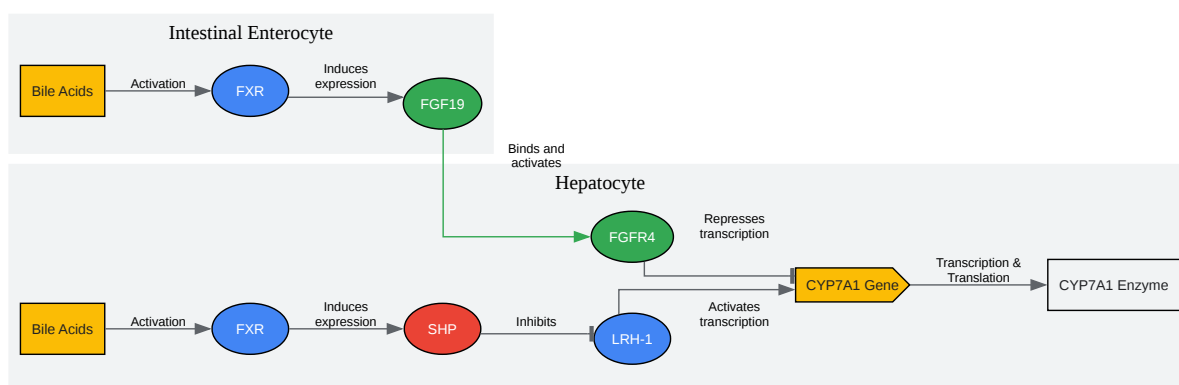 Intestinal Enterocyte
Bile Acids
Activation
FXR
Induces
expression
FGF19
Binds and
activates
Hepatocyte
FGFR4
Represses
transcription
CYP7A1 Gene
Transcription &
Translation
CYP7A1 Enzyme
Activates
transcription
Bile Acids
Activation
FXR
Induces
expression
SHP
Inhibits
LRH-1